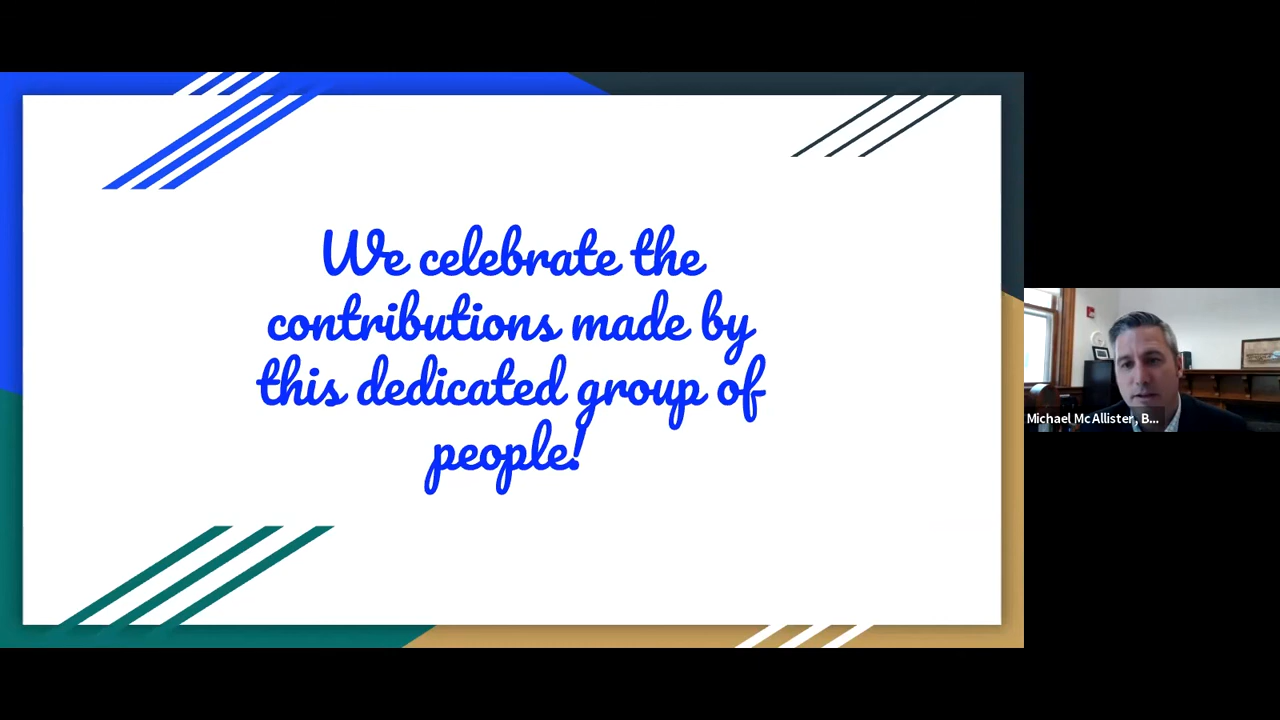 We celebrate the
contributions made by
this dedicated group of
people!
Michael McAllister, B...